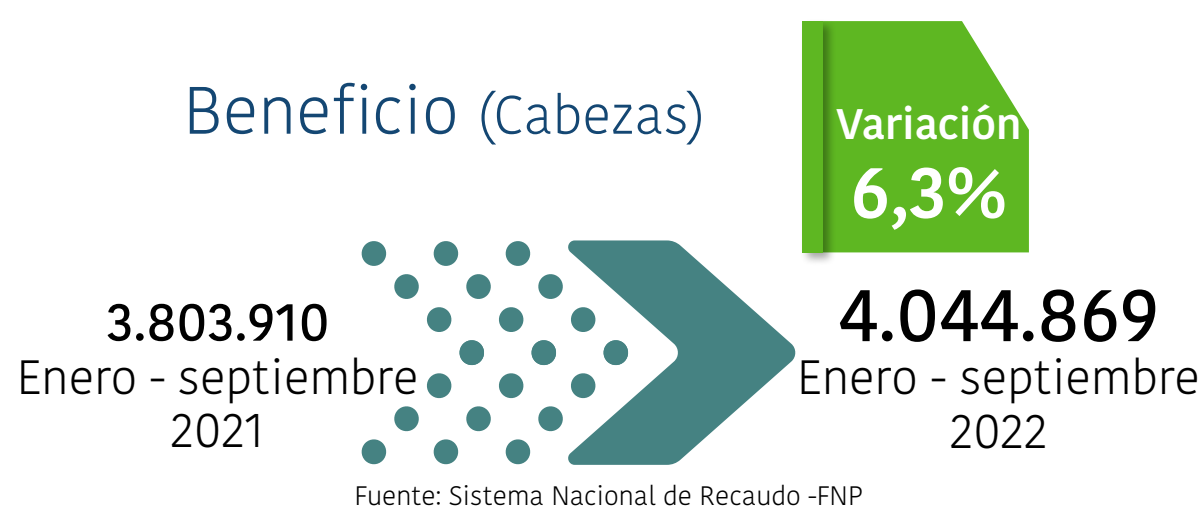 Beneficio (Cabezas)
Variación
6,3%
3.803.910
Enero - septiembre
2021
4.044.869
Enero - septiembre
2022
Fuente: Sistema Nacional de Recaudo -FNP